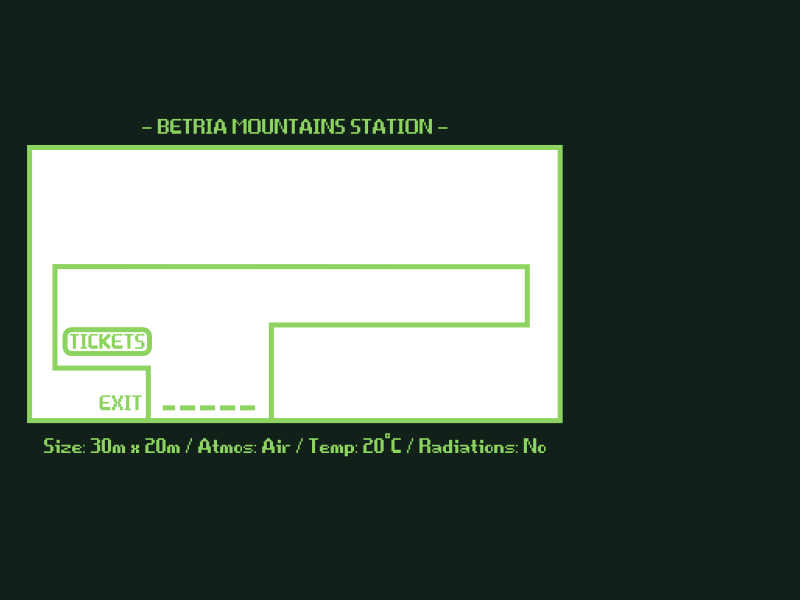 - BETRIA MOUNTAINS STATION -
TICKETS
EXIT
Size: 30m x 20m / Atmos: Air / Temp: 20°C / Radiations: No